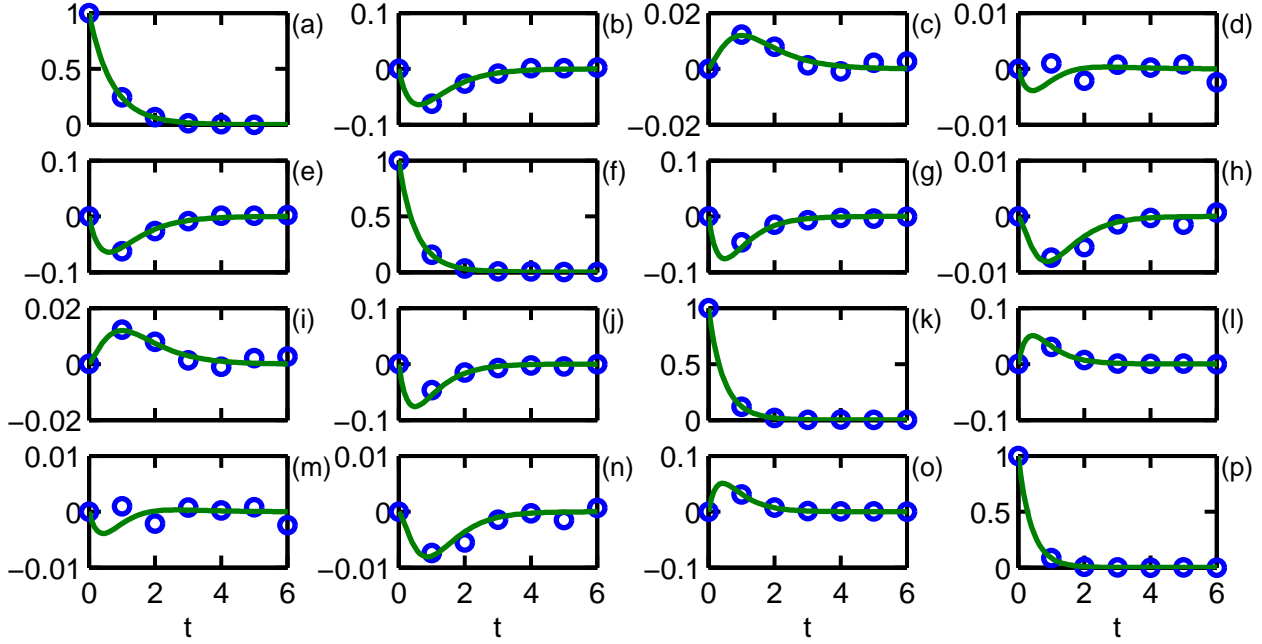 1 (a) 0.1 (b) 0.02 (c) 0.01 (d)
0.5 0 0 0
0 −0.1 −0.02 −0.01
0.1 (e) 1 (f) 0.1 (g) 0.01 (h)
0 0.5 0 0
−0.1 0 −0.1 −0.01
0.02 (i) 0.1 (j) 1 (k) 0.1 (l)
0 0 0.5 0
−0.02 −0.1 0 −0.1
0.01 (m) 0.01 (n) 0.1 (o) 1 (p)
0 0 0 0.5
−0.01 −0.01 −0.1 0
0 2 4 6 0 2 4 6 0 2 4 6 0 2 4 6
t t t t